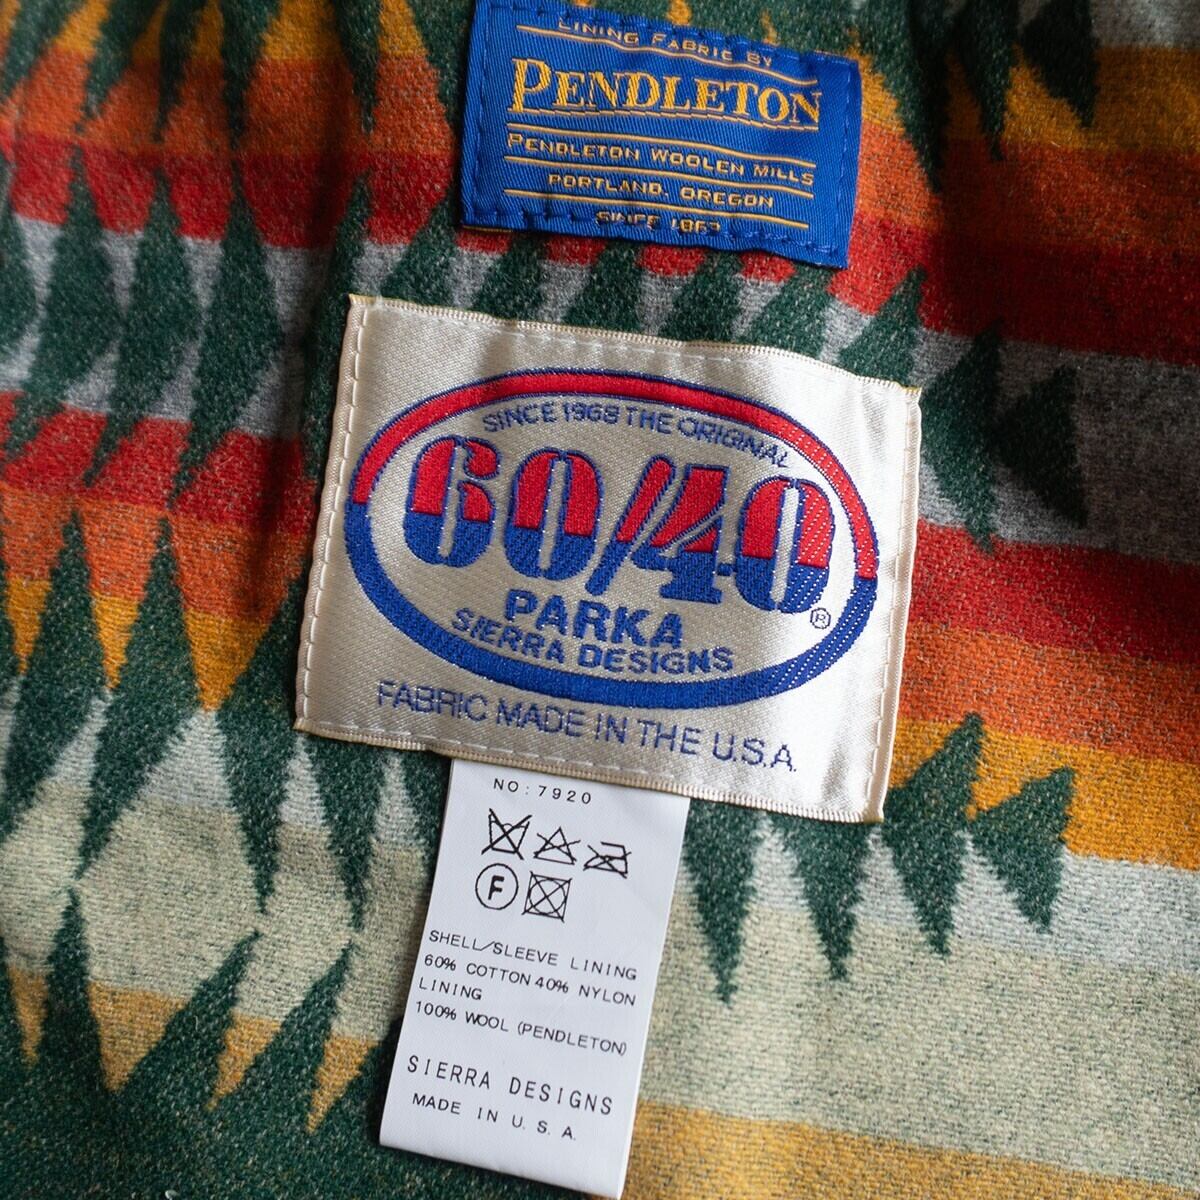 LINING FABRIC BY
PENDLETON
PENDLETON WOOLEN MILLS
PORTLAND, OREGON
SINCE 1863
SINCE 1968 THE ORIGINAL
60/40
PARKA
®
SIERRA DESIGNS
FABRIC MADE IN THE U.S.A.
NO:7920
F
SHELL/SLEEVE LINING
60% COTTON 40% NYLON
LINING
100% WOOL (PENDLETON)
SIERRA DESIGNS
MADE IN U.S.A.